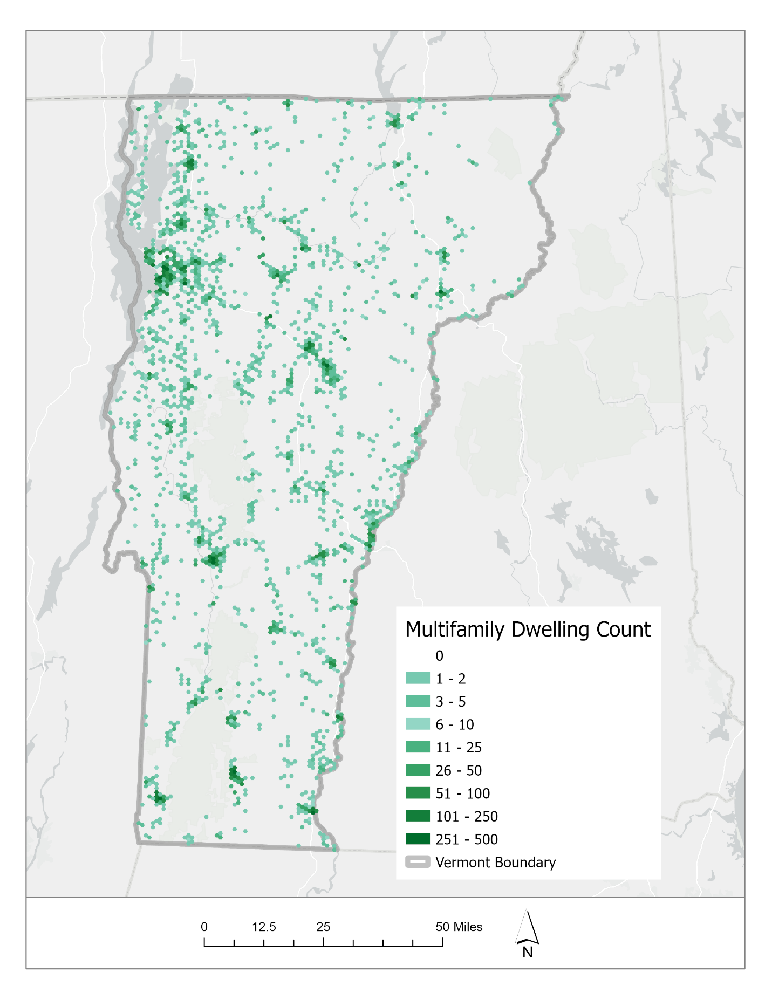 Multifamily Dwelling Count
0
1 - 2
3 - 5
6 - 10
11 - 25
26 - 50
51 - 100
101 - 250
251 - 500
Vermont Boundary
0 12.5 25 50 Miles
N